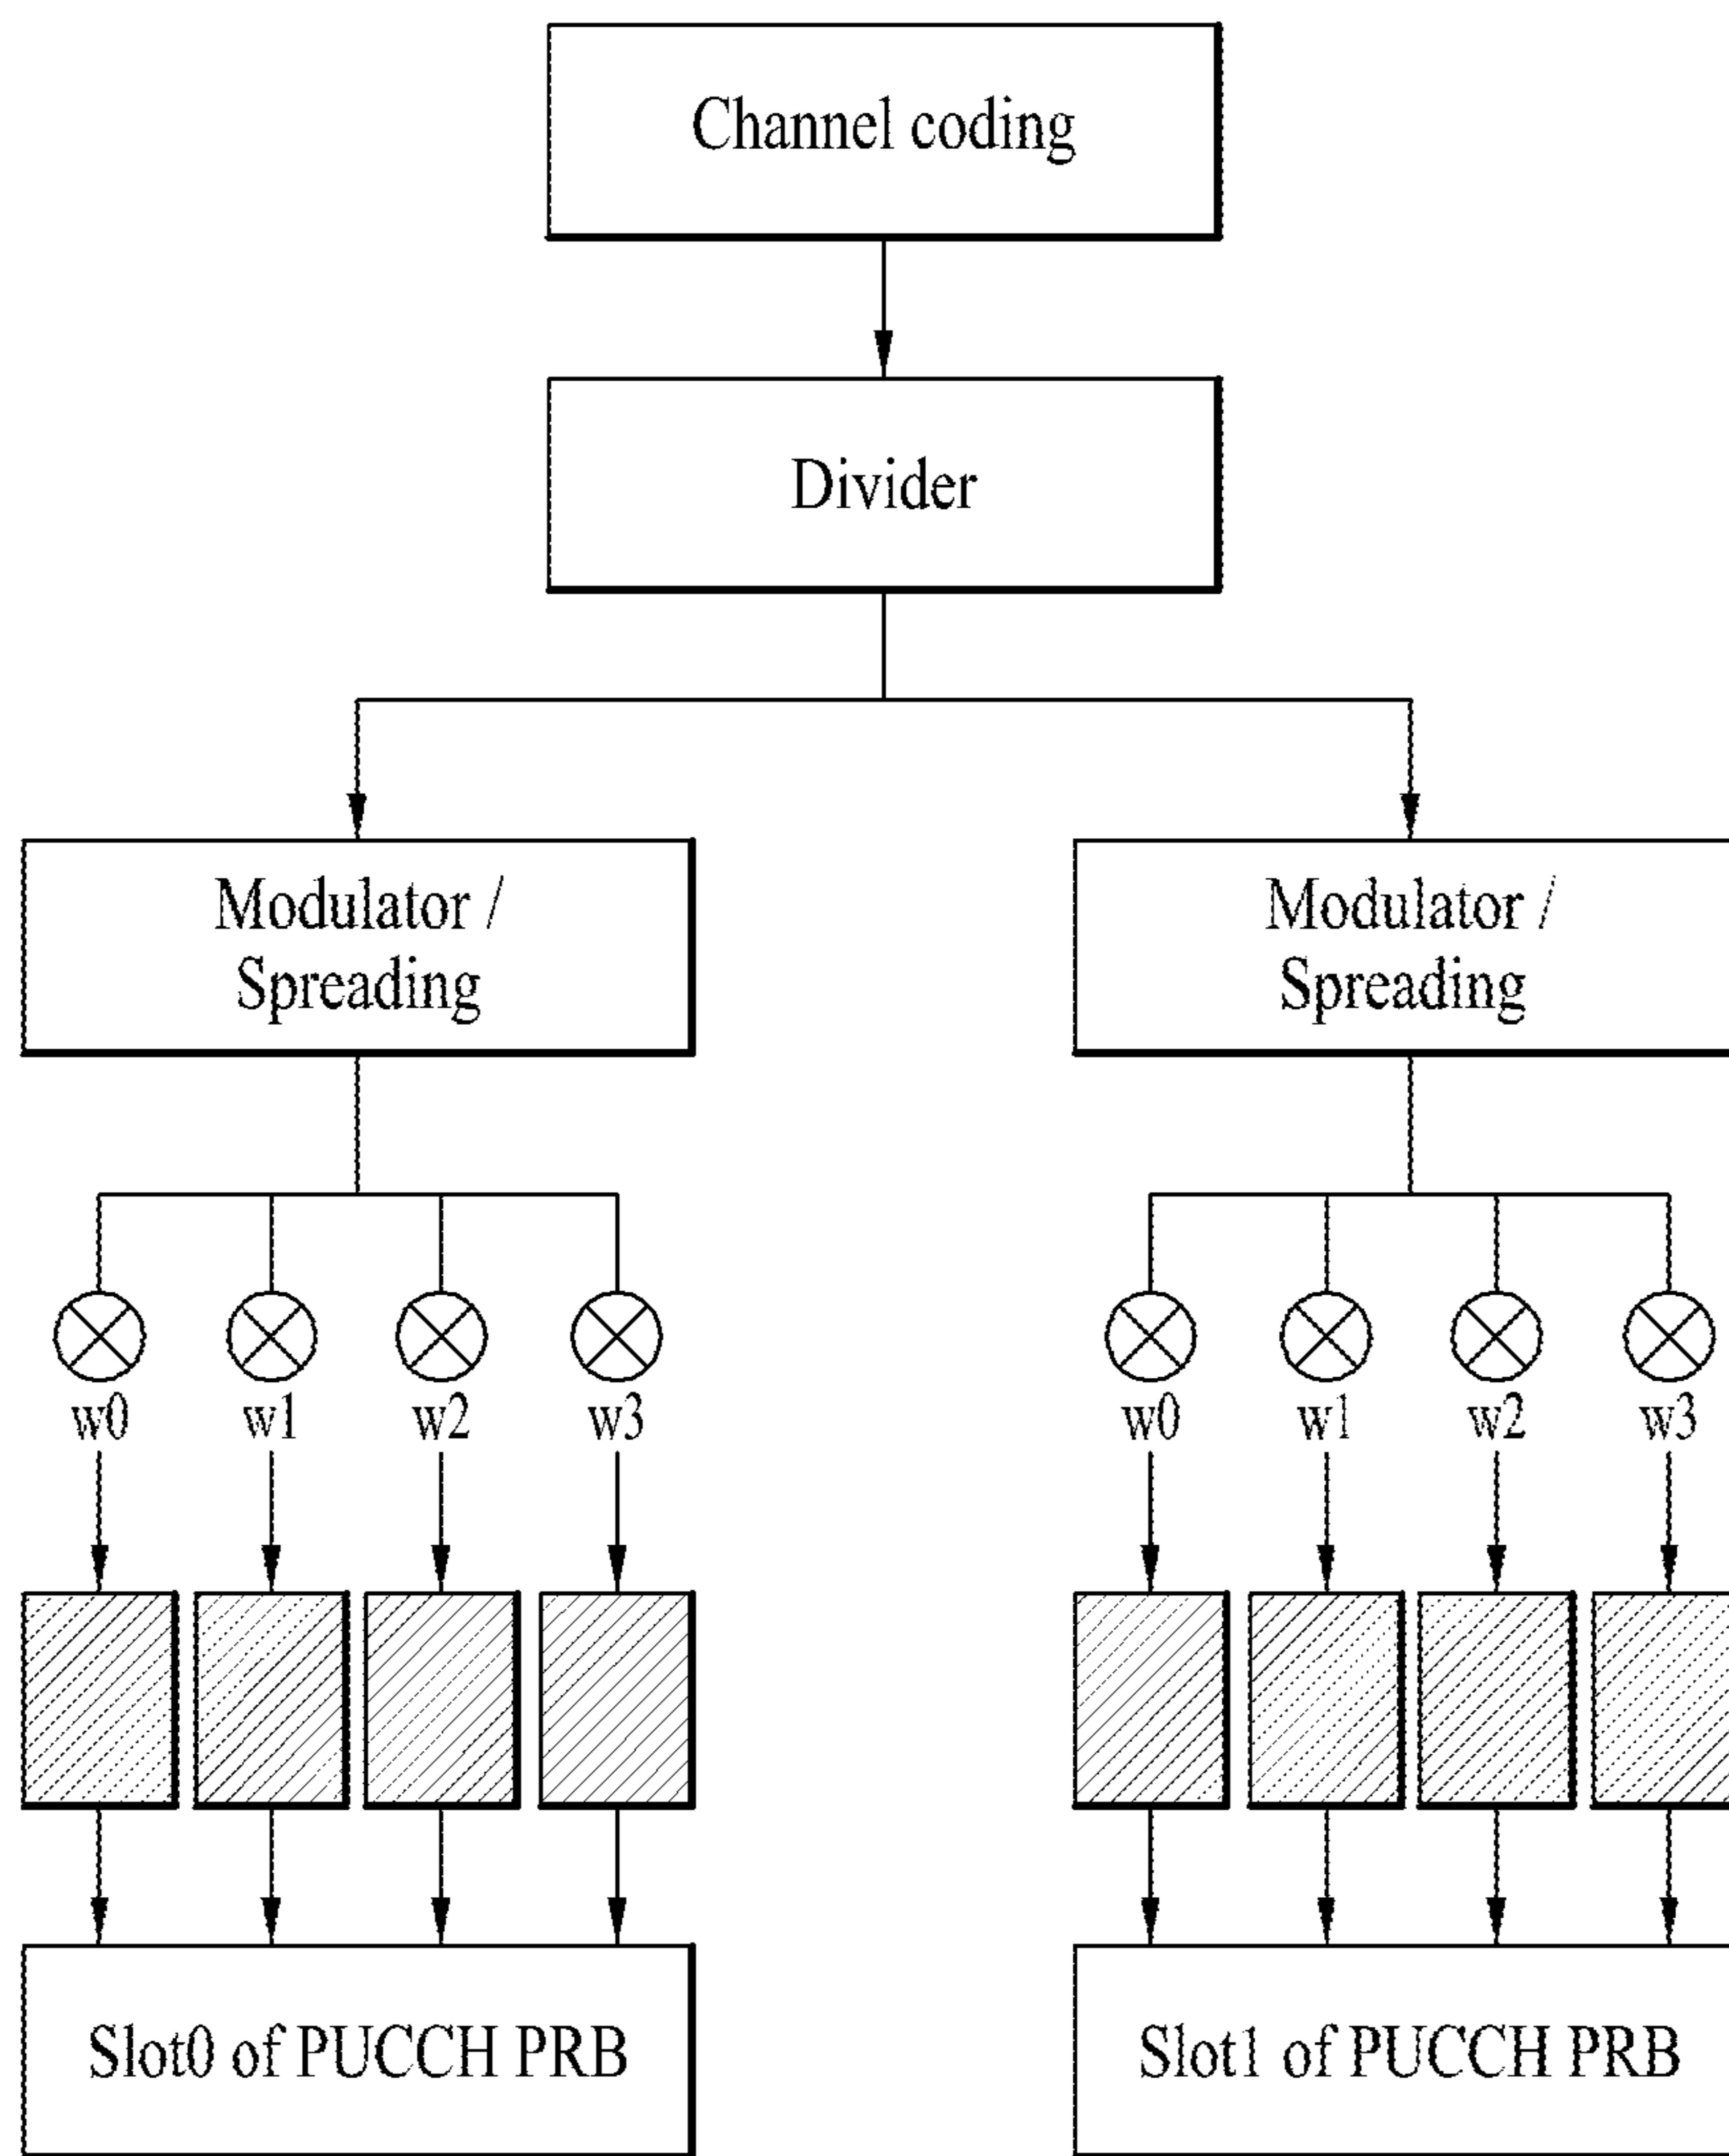 Channel coding
Divider
Modulator /
Spreading
Modulator /
Spreading
w0 w1 w2 w3
w0 w1 w2 w3
Slot0 of PUCCH PRB
Slot1 of PUCCH PRB